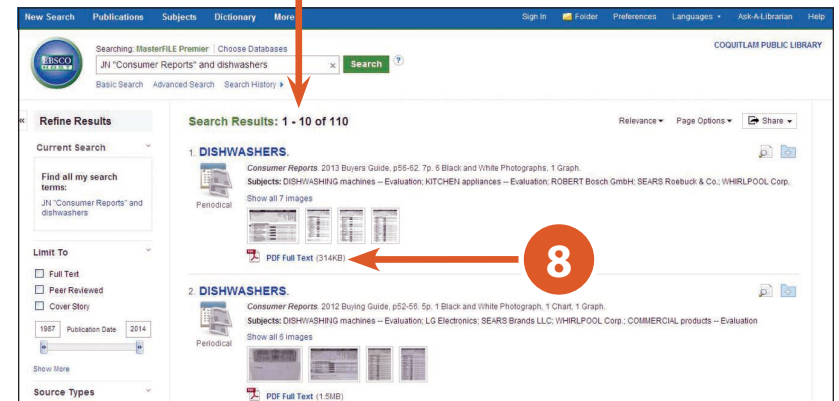 New Search Publications Subjects Dictionary More Sign In Folder Preferences Languages Ask-A-Librarian Help
EBSCO HOST
Searching: MasterFILE Premier | Choose Databases
COQUITLAM PUBLIC LIBRARY
JN "Consumer Reports" and dishwashers x Search ?
Basic Search Advanced Search Search History
« Refine Results
Search Results: 1 - 10 of 110
Relevance Page Options Share
Current Search
Find all my search terms:
JN "Consumer Reports" and
dishwashers
Limit To
Full Text
Peer Reviewed
Cover Story
1987 Publication Date 2014
Show More
Source Types
1. DISHWASHERS.
Consumer Reports. 2013 Buyers Guide, p56-62. 7p. 6 Black and White Photographs, 1 Graph.
Subjects: DISHWASHING machines -- Evaluation; KITCHEN appliances -- Evaluation; ROBERT Bosch GmbH; SEARS Roebuck & Co.; WHIRLPOOL Corp.
Periodical
Show all 7 images
PDF Full Text (314KB)
8
2. DISHWASHERS.
Consumer Reports. 2012 Buying Guide, p52-56. 5p. 1 Black and White Photograph, 1 Chart, 1 Graph.
Subjects: DISHWASHING machines -- Evaluation; LG Electronics; SEARS Brands LLC; WHIRLPOOL Corp.; COMMERCIAL products -- Evaluation
Periodical
Show all 6 images
PDF Full Text (1.5MB)